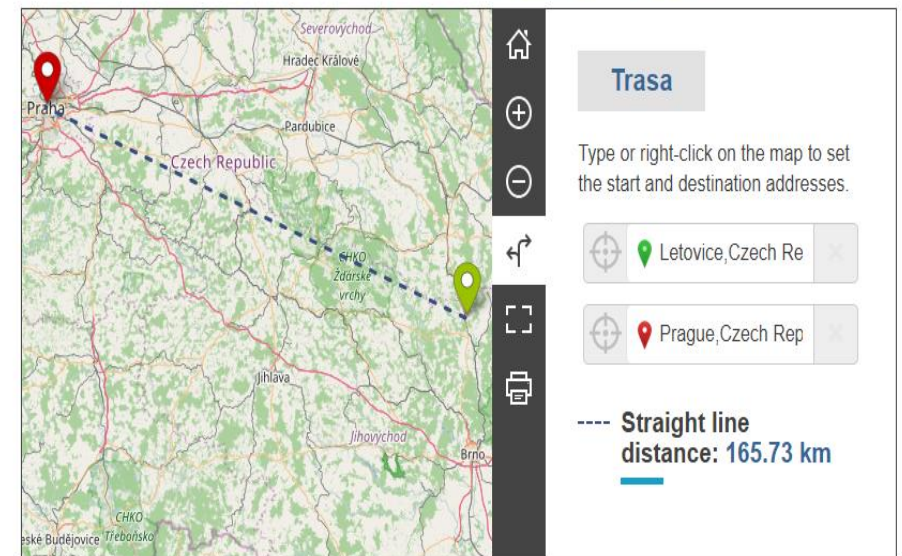 Severovýchod
Hradec Králové
Praha
Pardubice
Czech Republic
CHKO
Žďárské
vrchy
Jihlava
Jihovýchod
Brno
CHKO
Třeboňsko
eské Budějovice
Trasa
Type or right-click on the map to set
the start and destination addresses.
Letovice,Czech Re
Prague,Czech Rep
Straight line
distance: 165.73 km